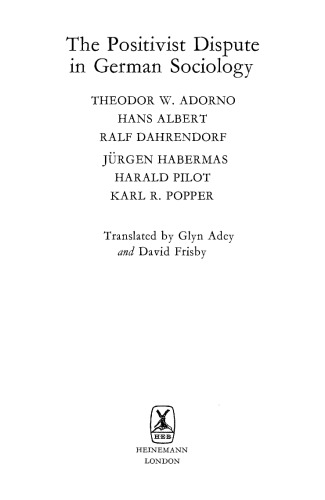 The Positivist Dispute
in German Sociology
THEODOR W. ADORNO
HANS ALBERT
RALF DAHRENDORF
JÜRGEN HABERMAS
HARALD PILOT
KARL R. POPPER
Translated by Glyn Adey
and David Frisby
HEB
HEINEMANN
LONDON